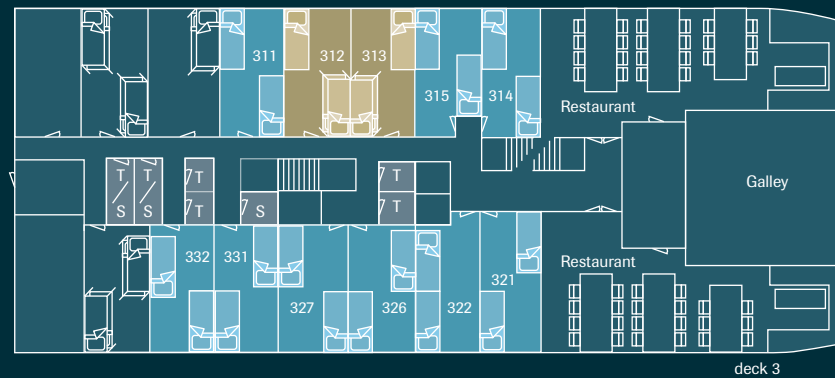 311
312
313
315
314
Restaurant
Galley
T
T
T
T
S
S
T
S
T
332
331
327
326
322
321
Restaurant
deck 3